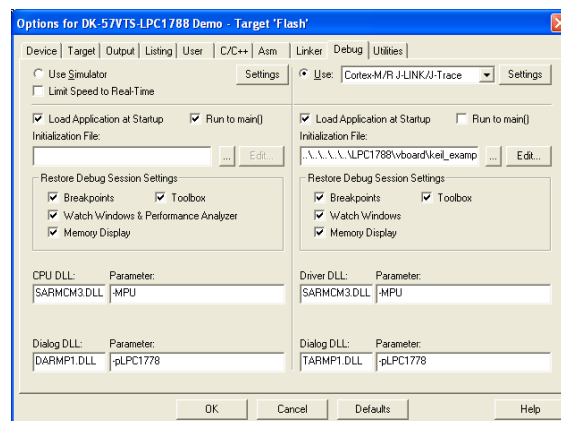 Options for DK-57VTS-LPC1788 Demo - Target 'Flash'
Device Target Output Listing User C/C++ Asm Linker Debug Utilities
Use Simulator Settings
Limit Speed to Real-Time
Use: Cortex-M/R J-LINK/J-Trace Settings
Load Application at Startup Run to main()
Initialization File:
... Edit...
Load Application at Startup Run to main()
Initialization File:
..\..\..\..\..\LPC1788\vboard\keil_examp ... Edit...
Restore Debug Session Settings
Breakpoints Toolbox
Watch Windows & Performance Analyzer
Memory Display
Restore Debug Session Settings
Breakpoints Toolbox
Watch Windows
Memory Display
CPU DLL: Parameter:
SARMCM3.DLL -MPU
Driver DLL: Parameter:
SARMCM3.DLL -MPU
Dialog DLL: Parameter:
DARMP1.DLL -pLPC1778
Dialog DLL: Parameter:
TARMP1.DLL -pLPC1778
OK Cancel Defaults Help